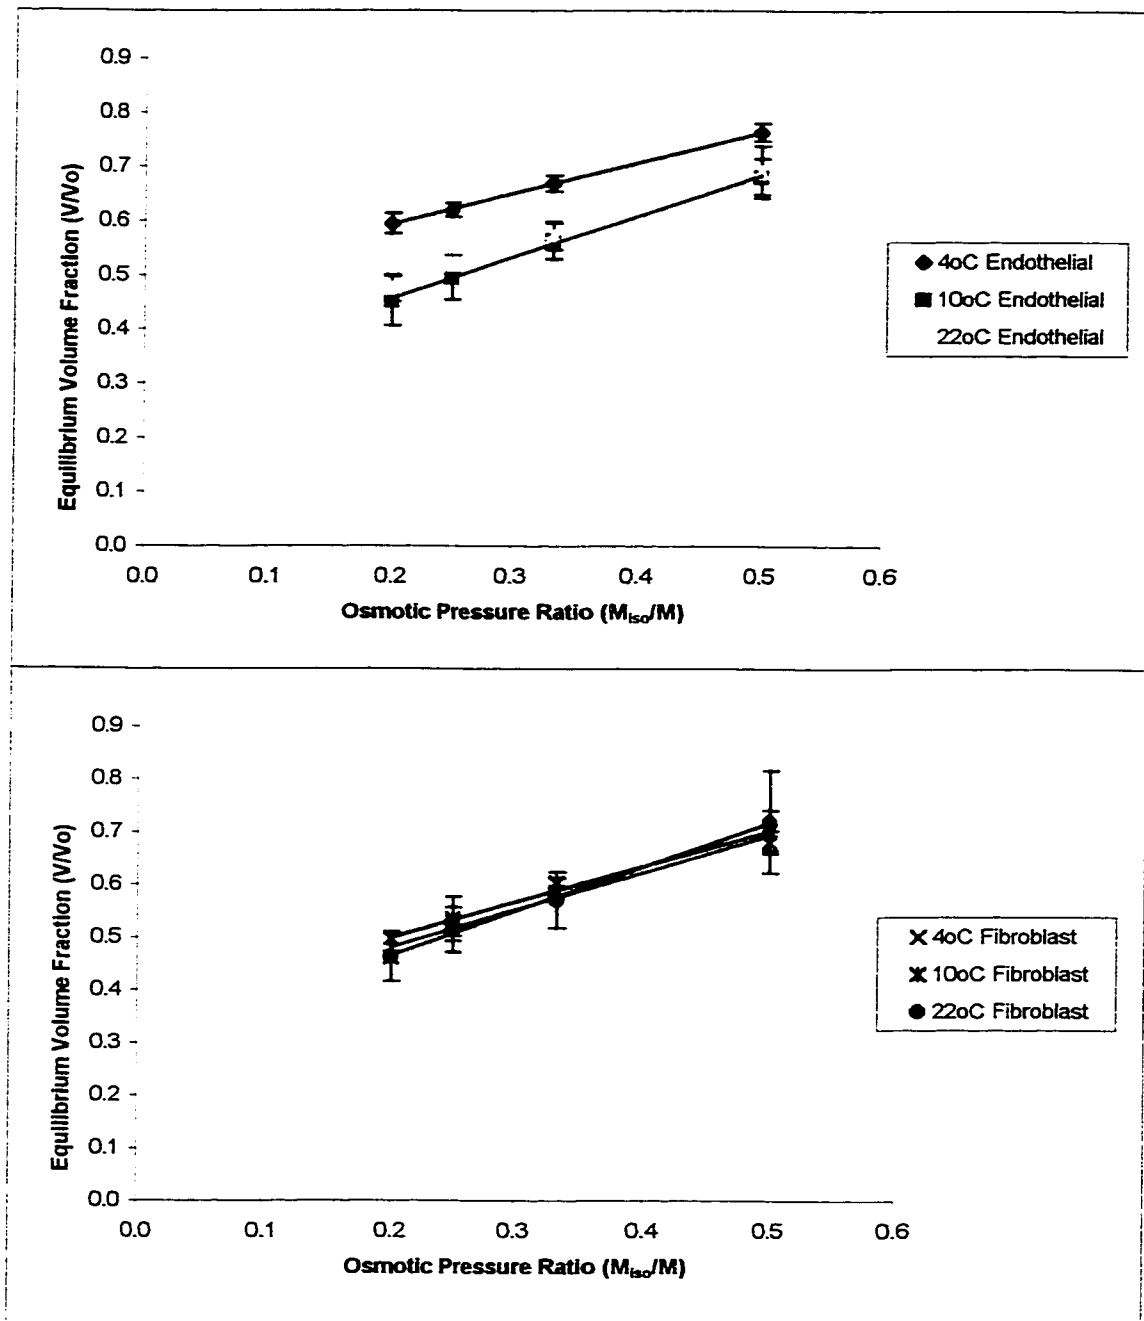 0.9
0.8
0.7
0.6
0.5
0.4
0.3
0.2
0.1
0.0
Equilibrium Volume Fraction (V/Vo)
0.0 0.1 0.2 0.3 0.4 0.5 0.6
Osmotic Pressure Ratio (Miso/M)
4oC Endothelial
10oC Endothelial
22oC Endothelial
0.9
0.8
0.7
0.6
0.5
0.4
0.3
0.2
0.1
0.0
Equilibrium Volume Fraction (V/Vo)
0.0 0.1 0.2 0.3 0.4 0.5 0.6
Osmotic Pressure Ratio (Miso/M)
4oC Fibroblast
10oC Fibroblast
22oC Fibroblast